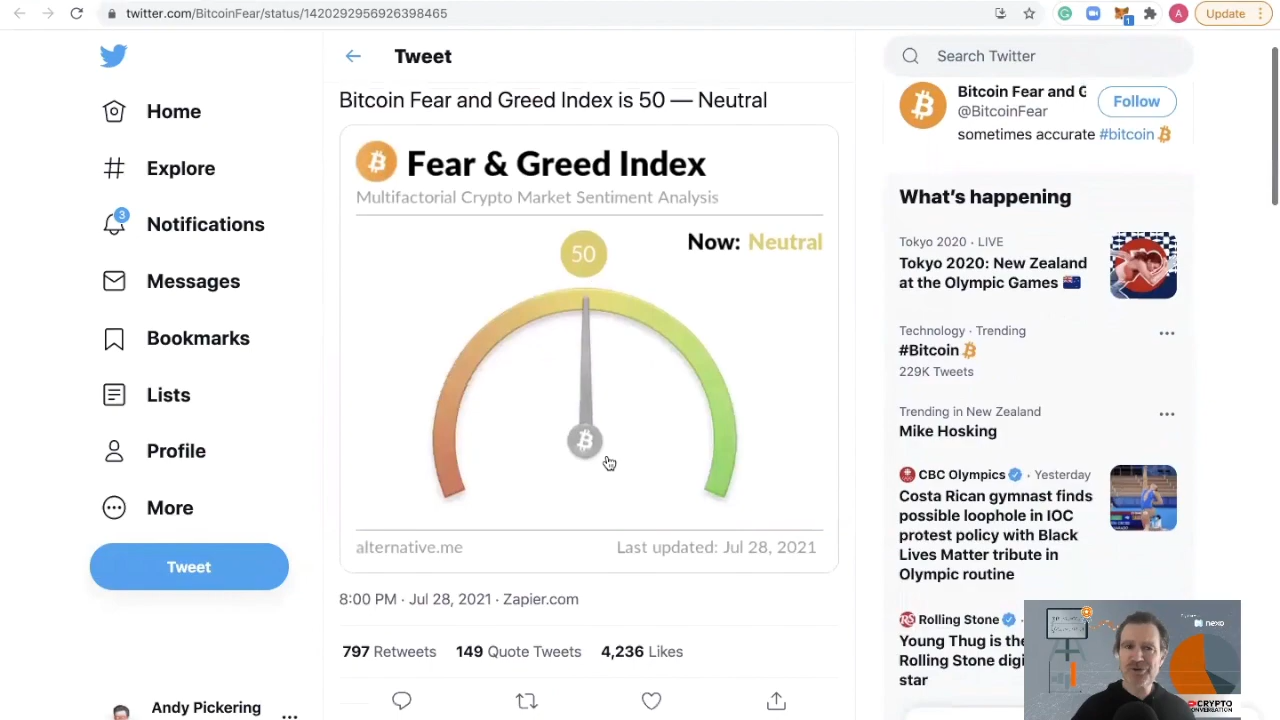 twitter.com/BitcoinFear/status/1420292956926398465
1
A
Update
Home
Explore
3
Notifications
Messages
Bookmarks
Lists
Profile
More
Tweet
Andy Pickering
Tweet
Bitcoin Fear and Greed Index is 50 — Neutral
Fear & Greed Index
Multifactorial Crypto Market Sentiment Analysis
Now: Neutral
50
alternative.me
Last updated: Jul 28, 2021
8:00 PM · Jul 28, 2021 · Zapier.com
797 Retweets 149 Quote Tweets 4,236 Likes
Search Twitter
Bitcoin Fear and G
@BitcoinFear
Follow
sometimes accurate #bitcoin
What's happening
Tokyo 2020 · LIVE
Tokyo 2020: New Zealand
at the Olympic Games
Technology · Trending
#Bitcoin
229K Tweets
Trending in New Zealand
Mike Hosking
CBC Olympics · Yesterday
Costa Rican gymnast finds
possible loophole in IOC
protest policy with Black
Lives Matter tribute in
Olympic routine
Rolling Stone
Young Thug is the
Rolling Stone digi
star
nexo
CRYPTO
CONVERSATION